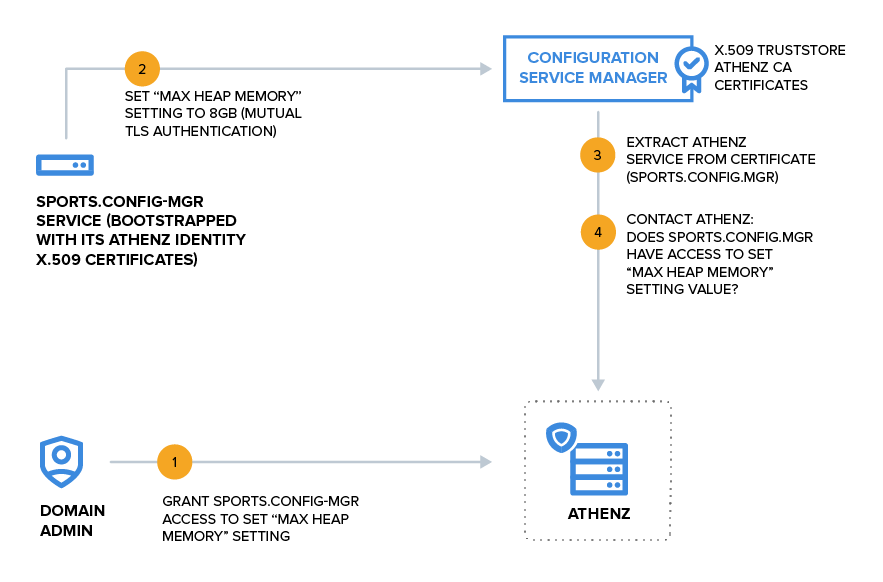 2
SET “MAX HEAP MEMORY”
SETTING TO 8GB (MUTUAL
TLS AUTHENTICATION)
CONFIGURATION
SERVICE MANAGER
X.509 TRUSTSTORE
ATHENZ CA
CERTIFICATES
SPORTS.CONFIG-MGR
SERVICE (BOOTSTRAPPED
WITH ITS ATHENZ IDENTITY
X.509 CERTIFICATES)
3
EXTRACT ATHENZ
SERVICE FROM CERTIFICATE
(SPORTS.CONFIG.MGR)
4
CONTACT ATHENZ:
DOES SPORTS.CONFIG.MGR
HAVE ACCESS TO SET
“MAX HEAP MEMORY”
SETTING VALUE?
DOMAIN
ADMIN
1
GRANT SPORTS.CONFIG-MGR
ACCESS TO SET “MAX HEAP
MEMORY” SETTING
ATHENZ